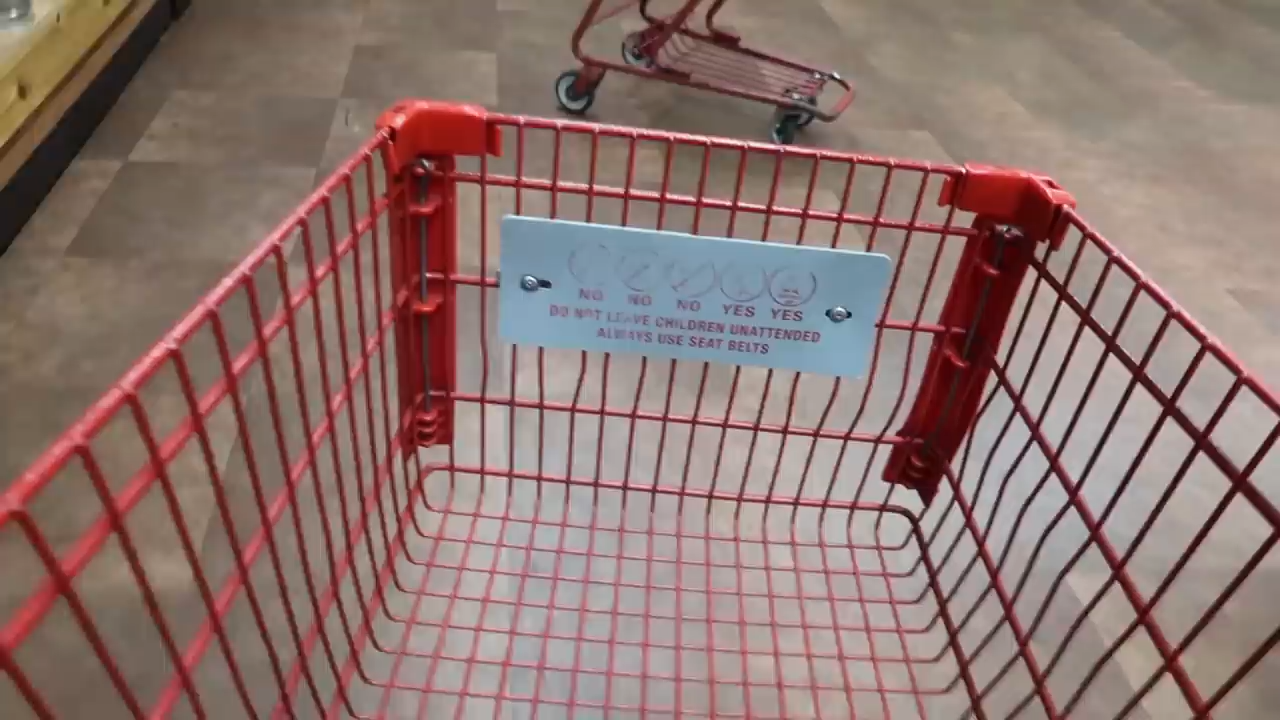 NO NO NO YES YES
DO NOT LEAVE CHILDREN UNATTENDED
ALWAYS USE SEAT BELTS